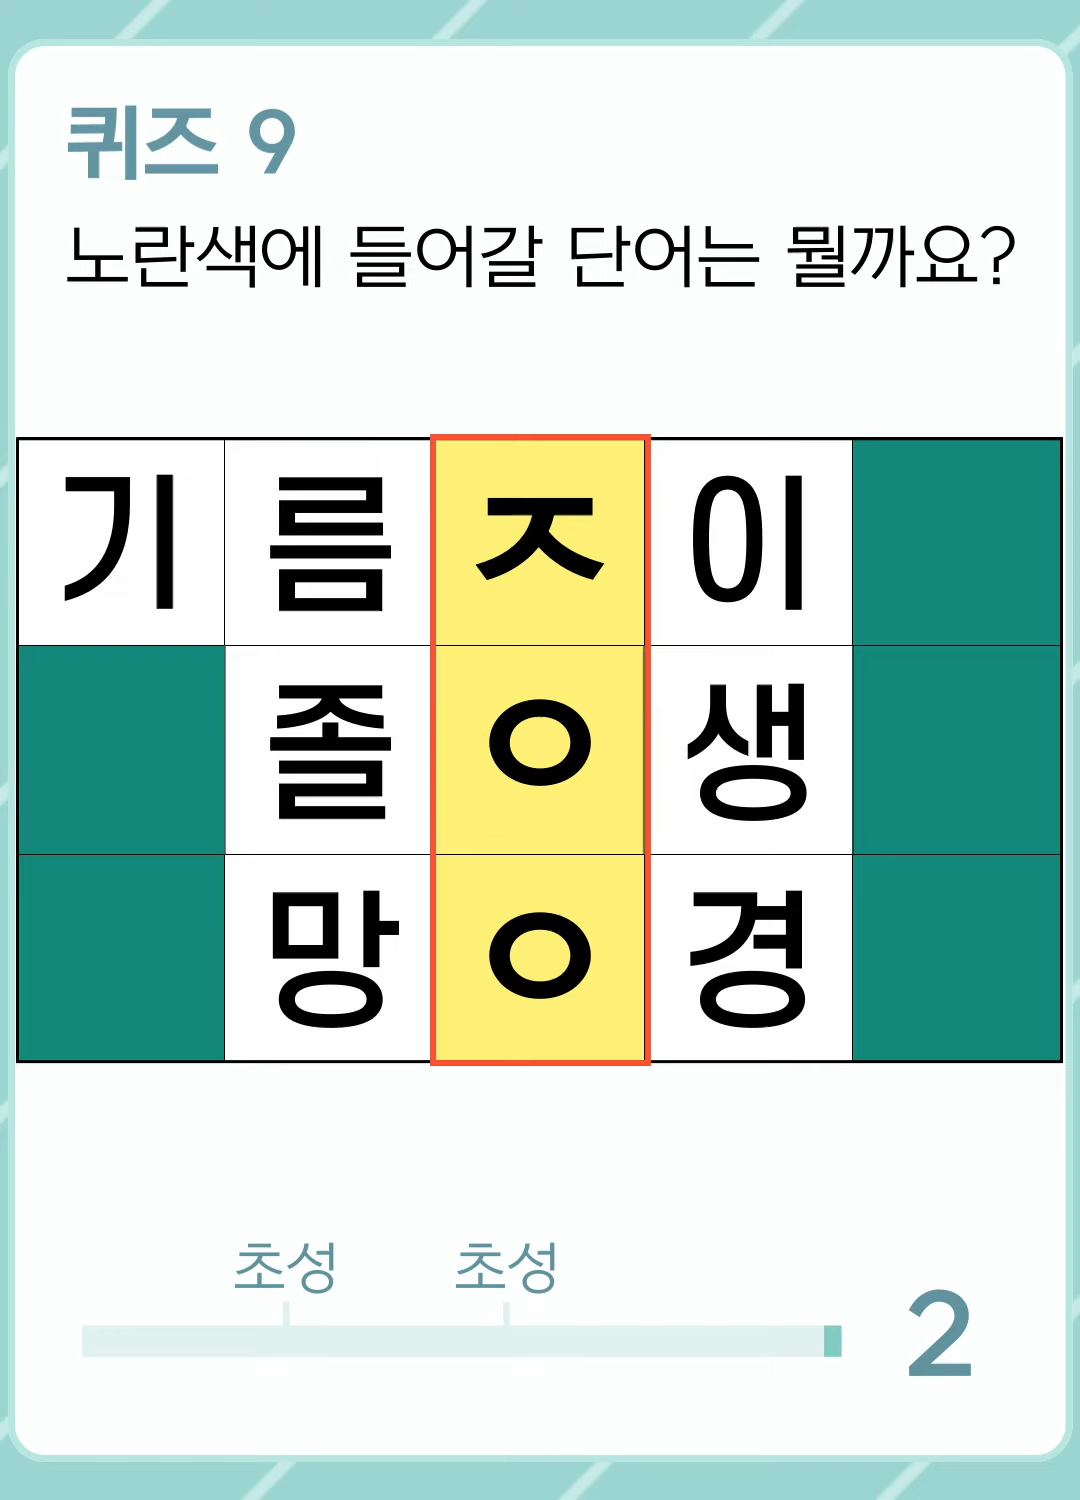 퀴즈 9
노란색에 들어갈 단어는 뭘까요?
기 름 ㅈ 이
졸 ㅇ 생
망 ㅇ 경
초성 초성
2